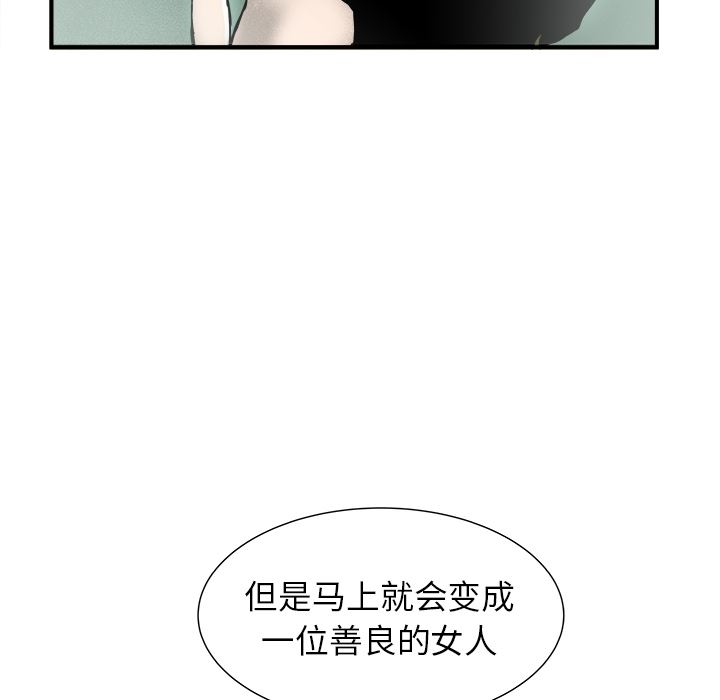 但是马上就会变成
一位善良的女人